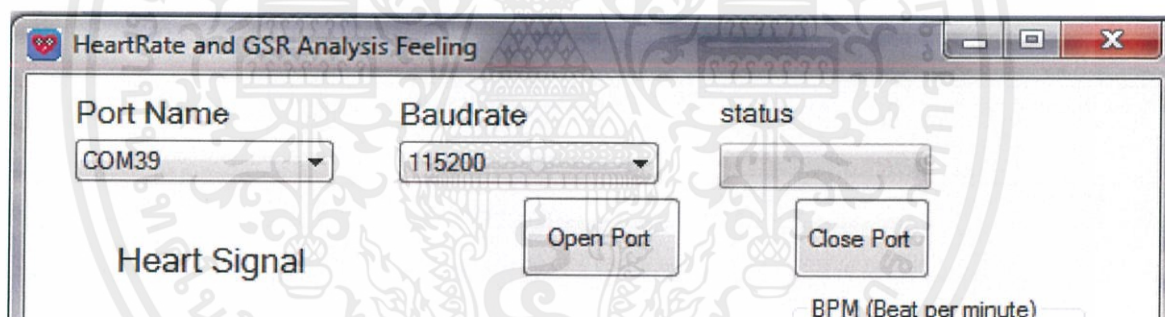 HeartRate and GSR Analysis Feeling
Port Name Baudrate status
COM39 115200
Open Port Close Port
Heart Signal
BPM (Beat per minute)